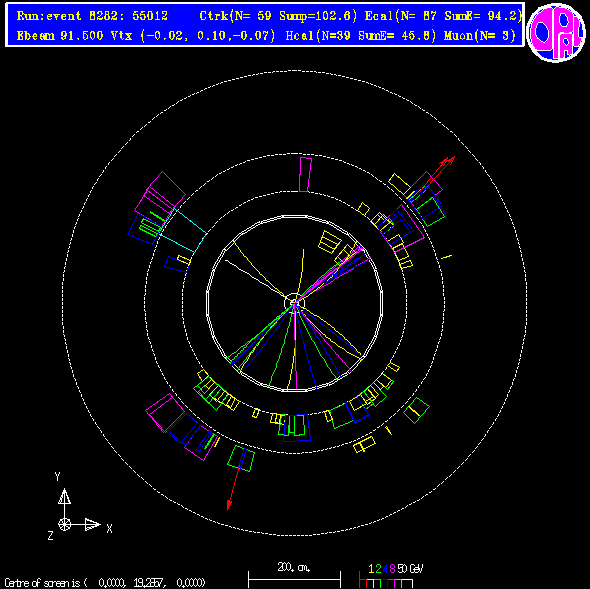 Run:event 8282: 55012 Ctrk(N= 59 Sump=102.6) Ecal(N= 87 SumE= 94.2)
Ebeam 91.500 Vtx (-0.02, 0.10,-0.07) Hcal(N=39 SumE= 45.8) Muon(N= 3)
OPAL
Y
X
Z
200. cm.
1 2 4 8 50 GeV
Centre of screen is ( 0.0000, 19.2857, 0.0000)